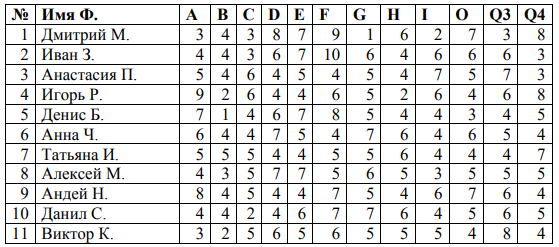 № Имя Ф. A B C D E F G H I O Q3 Q4
1 Дмитрий М. 3 4 3 8 7 9 1 6 2 7 3 8
2 Иван З. 4 4 3 6 7 10 6 4 6 6 6 3
3 Анастасия П. 5 4 6 4 5 4 5 4 7 5 7 3
4 Игорь Р. 9 2 6 4 4 6 5 2 6 4 6 8
5 Денис Б. 7 1 4 6 7 8 5 4 4 3 4 5
6 Анна Ч. 6 4 4 7 5 4 7 6 4 6 5 4
7 Татьяна И. 5 5 5 4 4 5 5 6 4 4 4 7
8 Алексей М. 4 3 5 7 7 5 6 5 3 5 5 5
9 Андей Н. 8 4 5 4 4 7 5 4 6 7 6 4
10 Данил С. 4 4 2 4 6 7 7 6 4 5 6 5
11 Виктор К. 3 2 5 6 5 6 5 5 5 4 8 4